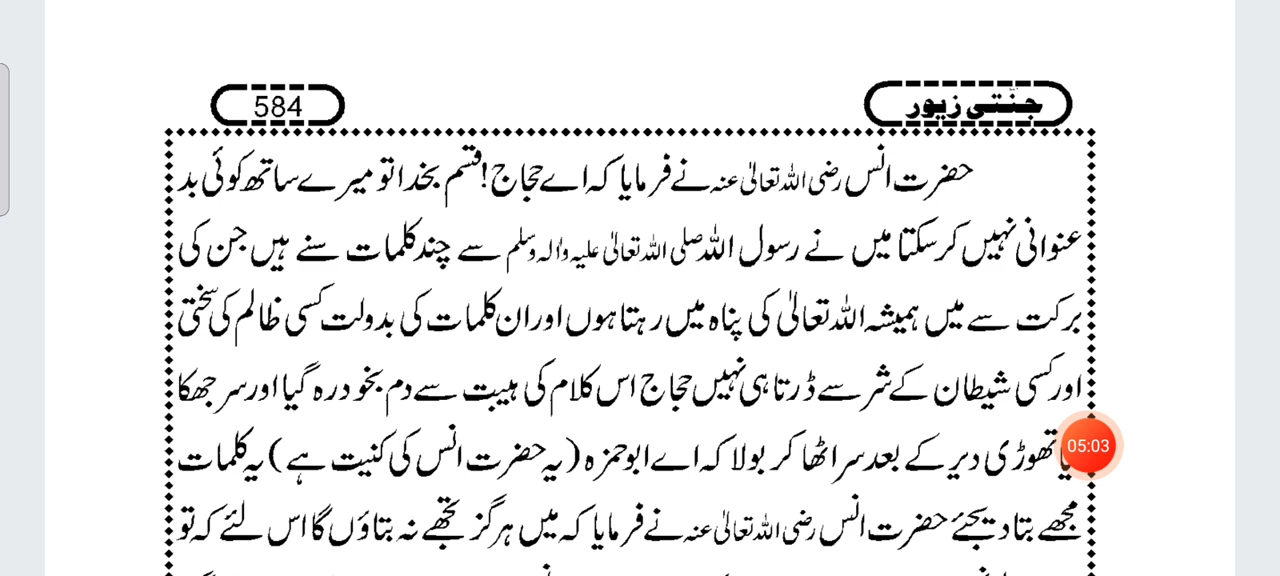 جنّتی زیور
584
حضرت انس رضی اللہ تعالیٰ عنہ نے فرمایا کہ اے حجاج! قسم بخدا تو میرے ساتھ کوئی بد
عنوانی نہیں کرسکتا میں نے رسول اللہ صلی اللہ تعالیٰ علیہ واٰلہ وسلم سے چند کلمات سنے ہیں جن کی
برکت سے میں ہمیشہ اللہ تعالیٰ کی پناہ میں رہتا ہوں اور ان کلمات کی بدولت کسی ظالم کی سختی
اور کسی شیطان کے شر سے ڈرتا ہی نہیں حجاج اس کلام کی ہیبت سے دم بخود رہ گیا اور سر جھکا
تھوڑی دیر کے بعد سر اٹھا کر بولا کہ اے ابو حمزہ (یہ حضرت انس کی کنیت ہے) یہ کلمات
مجھے بتا دیجئے حضرت انس رضی اللہ تعالیٰ عنہ نے فرمایا کہ میں ہرگز تجھے نہ بتاؤں گا اس لئے کہ تو
05:03